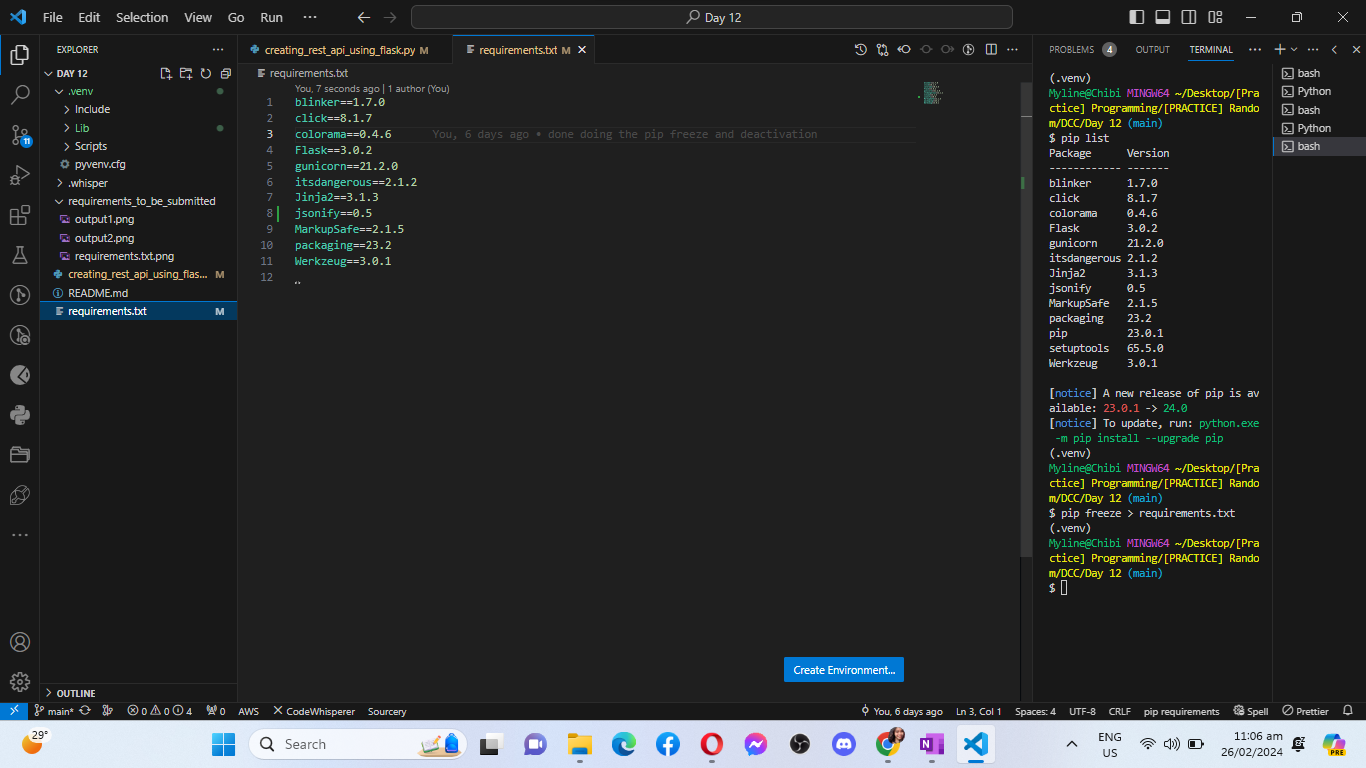 File Edit Selection View Go Run ···
Day 12
EXPLORER ···
creating_rest_api_using_flask.py M
requirements.txt M
PROBLEMS 4 OUTPUT TERMINAL ···
DAY 12
.venv
Include
Lib
Scripts
pyvenv.cfg
.whisper
requirements_to_be_submitted
output1.png
output2.png
requirements.txt.png
creating_rest_api_using_flas... M
README.md
requirements.txt M
OUTLINE
11
requirements.txt
You, 7 seconds ago | 1 author (You)
1 blinker==1.7.0
2 click==8.1.7
3 colorama==0.4.6 You, 6 days ago • done doing the pip freeze and deactivation
4 Flask==3.0.2
5 gunicorn==21.2.0
6 itsdangerous==2.1.2
7 Jinja2==3.1.3
8 jsonify==0.5
9 MarkupSafe==2.1.5
10 packaging==23.2
11 Werkzeug==3.0.1
12
Create Environment...
(.venv)
Myline@Chibi MINGW64 ~/Desktop/[Pra
ctice] Programming/[PRACTICE] Rando
m/DCC/Day 12 (main)
$ pip list
Package Version
------------ -------
blinker 1.7.0
click 8.1.7
colorama 0.4.6
Flask 3.0.2
gunicorn 21.2.0
itsdangerous 2.1.2
Jinja2 3.1.3
jsonify 0.5
MarkupSafe 2.1.5
packaging 23.2
pip 23.0.1
setuptools 65.5.0
Werkzeug 3.0.1
[notice] A new release of pip is av
ailable: 23.0.1 -> 24.0
[notice] To update, run: python.exe
-m pip install --upgrade pip
(.venv)
Myline@Chibi MINGW64 ~/Desktop/[Pra
ctice] Programming/[PRACTICE] Rando
m/DCC/Day 12 (main)
$ pip freeze > requirements.txt
(.venv)
Myline@Chibi MINGW64 ~/Desktop/[Pra
ctice] Programming/[PRACTICE] Rando
m/DCC/Day 12 (main)
$
bash
Python
bash
Python
bash
main* 0 0 4 0 AWS CodeWhisperer Sourcery
You, 6 days ago Ln 3, Col 1 Spaces: 4 UTF-8 CRLF pip requirements Spell Prettier
29°
Search
ENG
US
11:06 am
26/02/2024
PRE